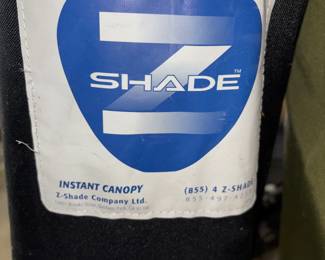 Z
SHADE™
INSTANT CANOPY
(855) 4 Z-SHADE
Z-Shade Company Ltd.